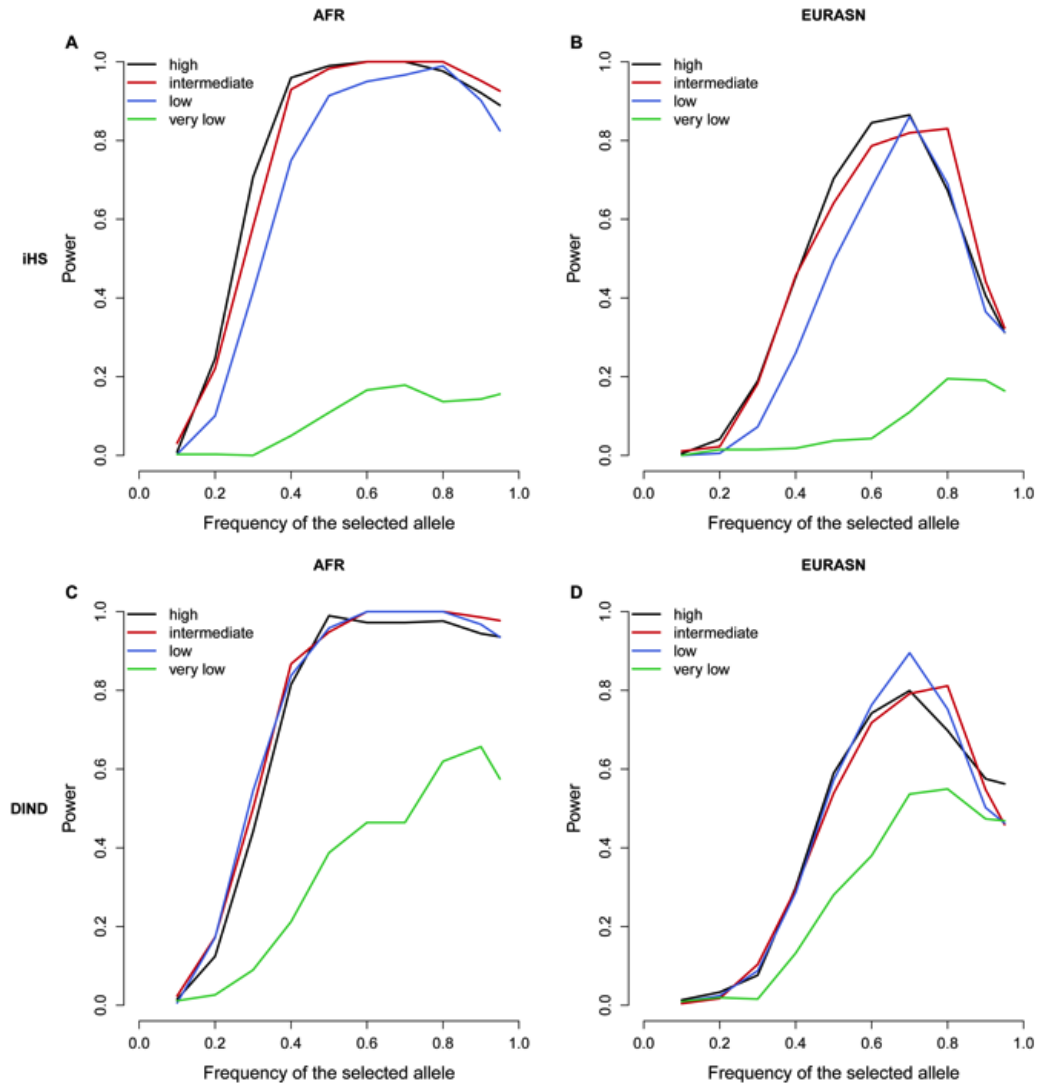 AFR
EURASN
A
high
intermediate
low
very low
iHS
Power
0.0
0.2
0.4
0.6
0.8
1.0
0.0 0.2 0.4 0.6 0.8 1.0
Frequency of the selected allele
B
high
intermediate
low
very low
Power
0.0
0.2
0.4
0.6
0.8
1.0
0.0 0.2 0.4 0.6 0.8 1.0
Frequency of the selected allele
AFR
EURASN
C
high
intermediate
low
very low
DIND
Power
0.0
0.2
0.4
0.6
0.8
1.0
0.0 0.2 0.4 0.6 0.8 1.0
Frequency of the selected allele
D
high
intermediate
low
very low
Power
0.0
0.2
0.4
0.6
0.8
1.0
0.0 0.2 0.4 0.6 0.8 1.0
Frequency of the selected allele